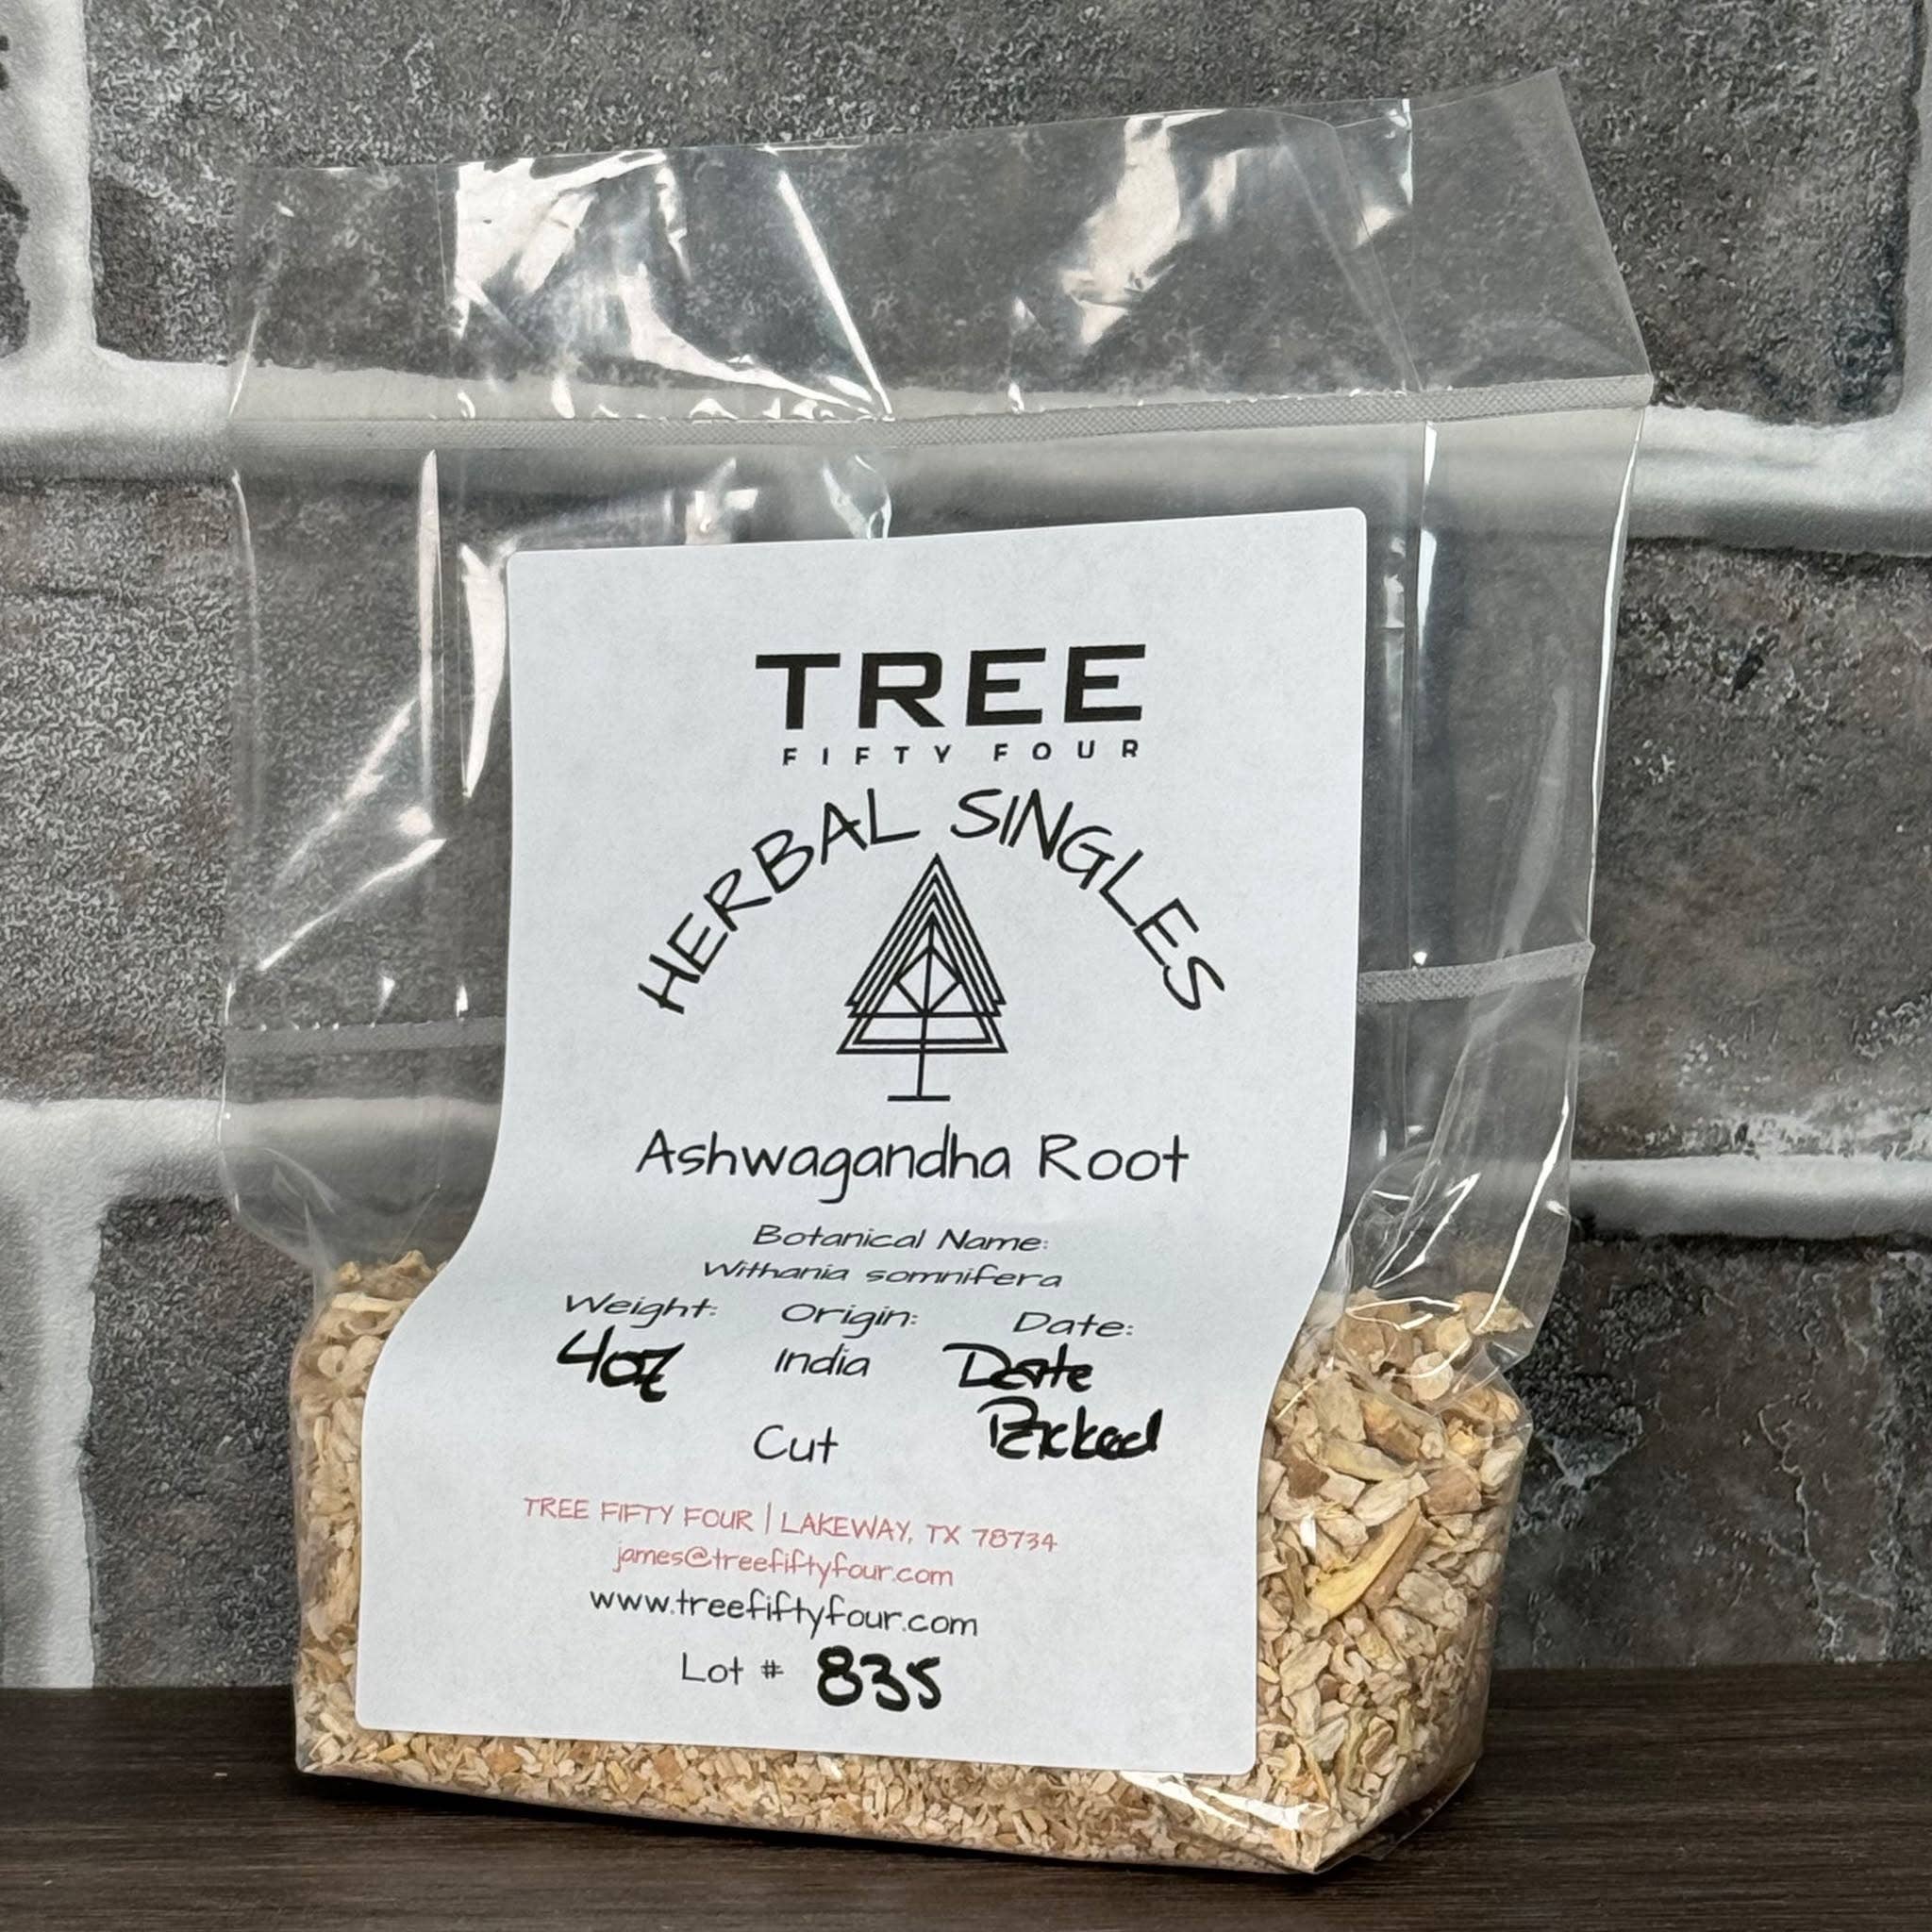 TREE
FIFTY FOUR
HERBAL SINGLES
Ashwagandha Root
Botanical Name:
Withania somnifera
Weight: Origin: Date:
4oz India Date
Packed
Cut
TREE FIFTY FOUR | LAKEWAY, TX 78734
james@treefiftyfour.com
www.treefiftyfour.com
Lot # 835